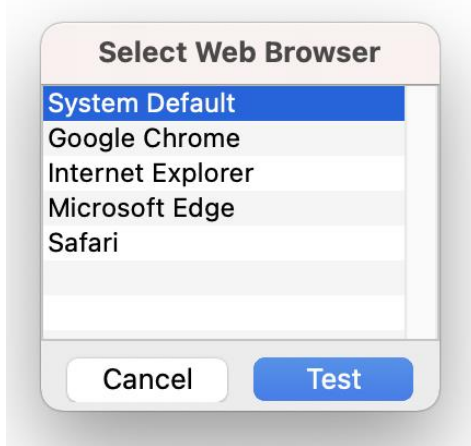 Select Web Browser
System Default
Google Chrome
Internet Explorer
Microsoft Edge
Safari
Cancel
Test